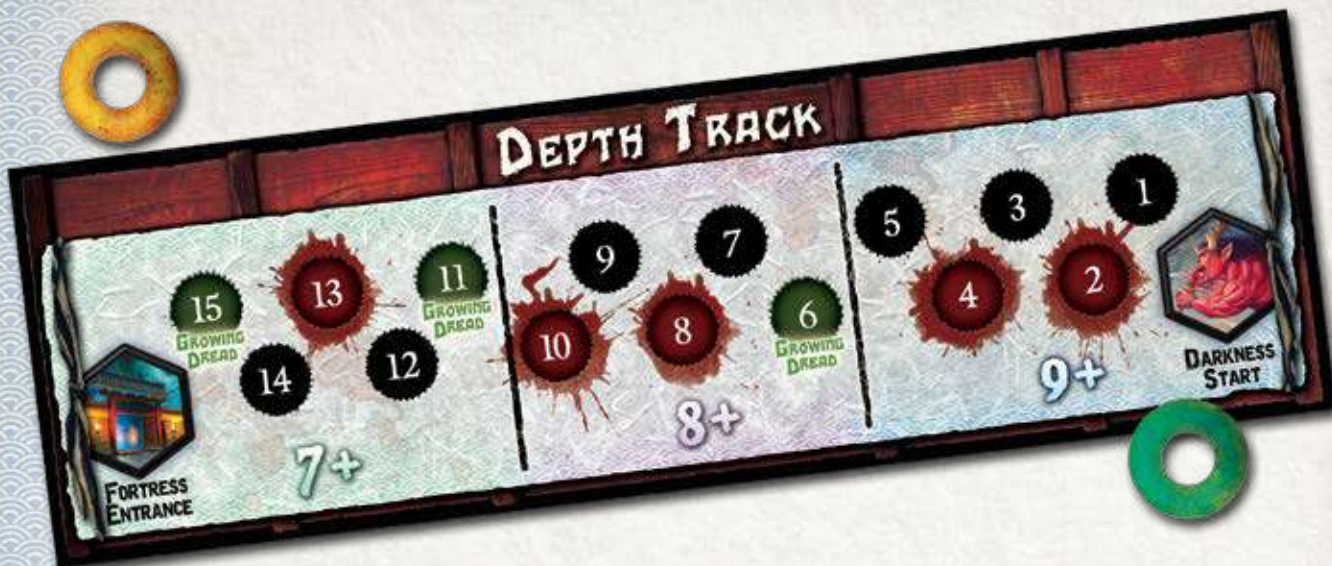 DEPTH TRACK
15
GROWING
DREAD
13
11
GROWING
DREAD
14
12
7+
FORTRESS
ENTRANCE
9
7
10
8
6
GROWING
DREAD
8+
5
3
1
4
2
9+
DARKNESS
START